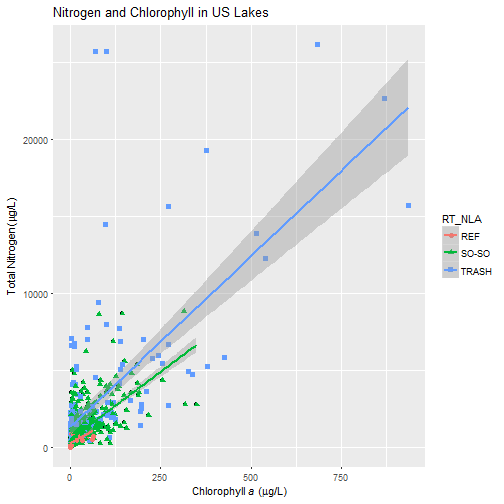 Nitrogen and Chlorophyll in US Lakes
Total Nitrogen(µg/L)
20000
10000
0
0
250
500
750
Chlorophyll a (µg/L)
RT_NLA
REF
SO-SO
TRASH